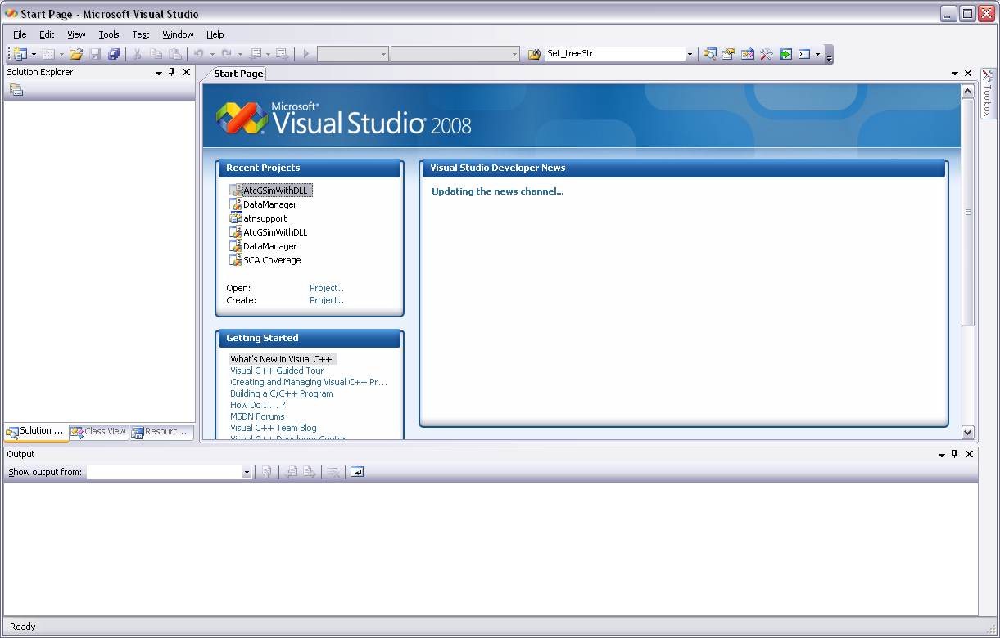 Start Page - Microsoft Visual Studio
File Edit View Tools Test Window Help
Set_treeStr
Solution Explorer
Start Page
Toolbox
Microsoft®
Visual Studio® 2008
Recent Projects
AtcGSimWithDLL
DataManager
atnsupport
AtcGSimWithDLL
DataManager
SCA Coverage
Open: Project...
Create: Project...
Getting Started
What's New in Visual C++
Visual C++ Guided Tour
Creating and Managing Visual C++ Pr...
Building a C/C++ Program
How Do I ... ?
MSDN Forums
Visual C++ Team Blog
Visual C++ Developer Center
Visual Studio Developer News
Updating the news channel...
Solution ... Class View Resourc...
Output
Show output from:
Ready